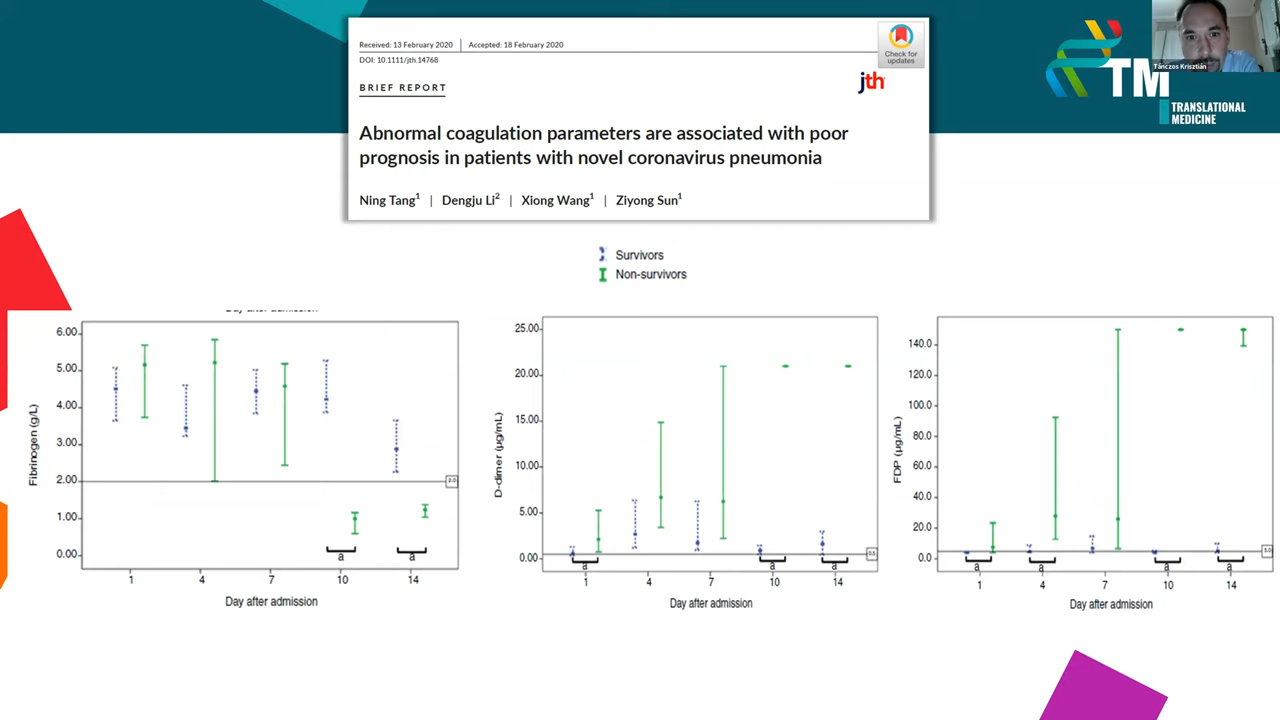 Received: 13 February 2020 | Accepted: 18 February 2020
DOI: 10.1111/jth.14768
Check for
updates
jth
BRIEF REPORT
Abnormal coagulation parameters are associated with poor
prognosis in patients with novel coronavirus pneumonia
Ning Tang1 | Dengju Li2 | Xiong Wang1 | Ziyong Sun1
Tánczos Krisztián
TM
TRANSLATIONAL
MEDICINE
Survivors
Non-survivors
Day after admission
Fibrinogen (g/L)
6.00
5.00
4.00
3.00
2.00
1.00
0.00
a a
1 4 7 10 14
Day after admission
D-dimer (µg/mL)
25.00
20.00
15.00
10.00
5.00
0.00
0.5
a a a
1 4 7 10 14
Day after admission
FDP (µg/mL)
140.0
120.0
100.0
80.0
60.0
40.0
20.0
0.0
5.0
a a a a
1 4 7 10 14
Day after admission